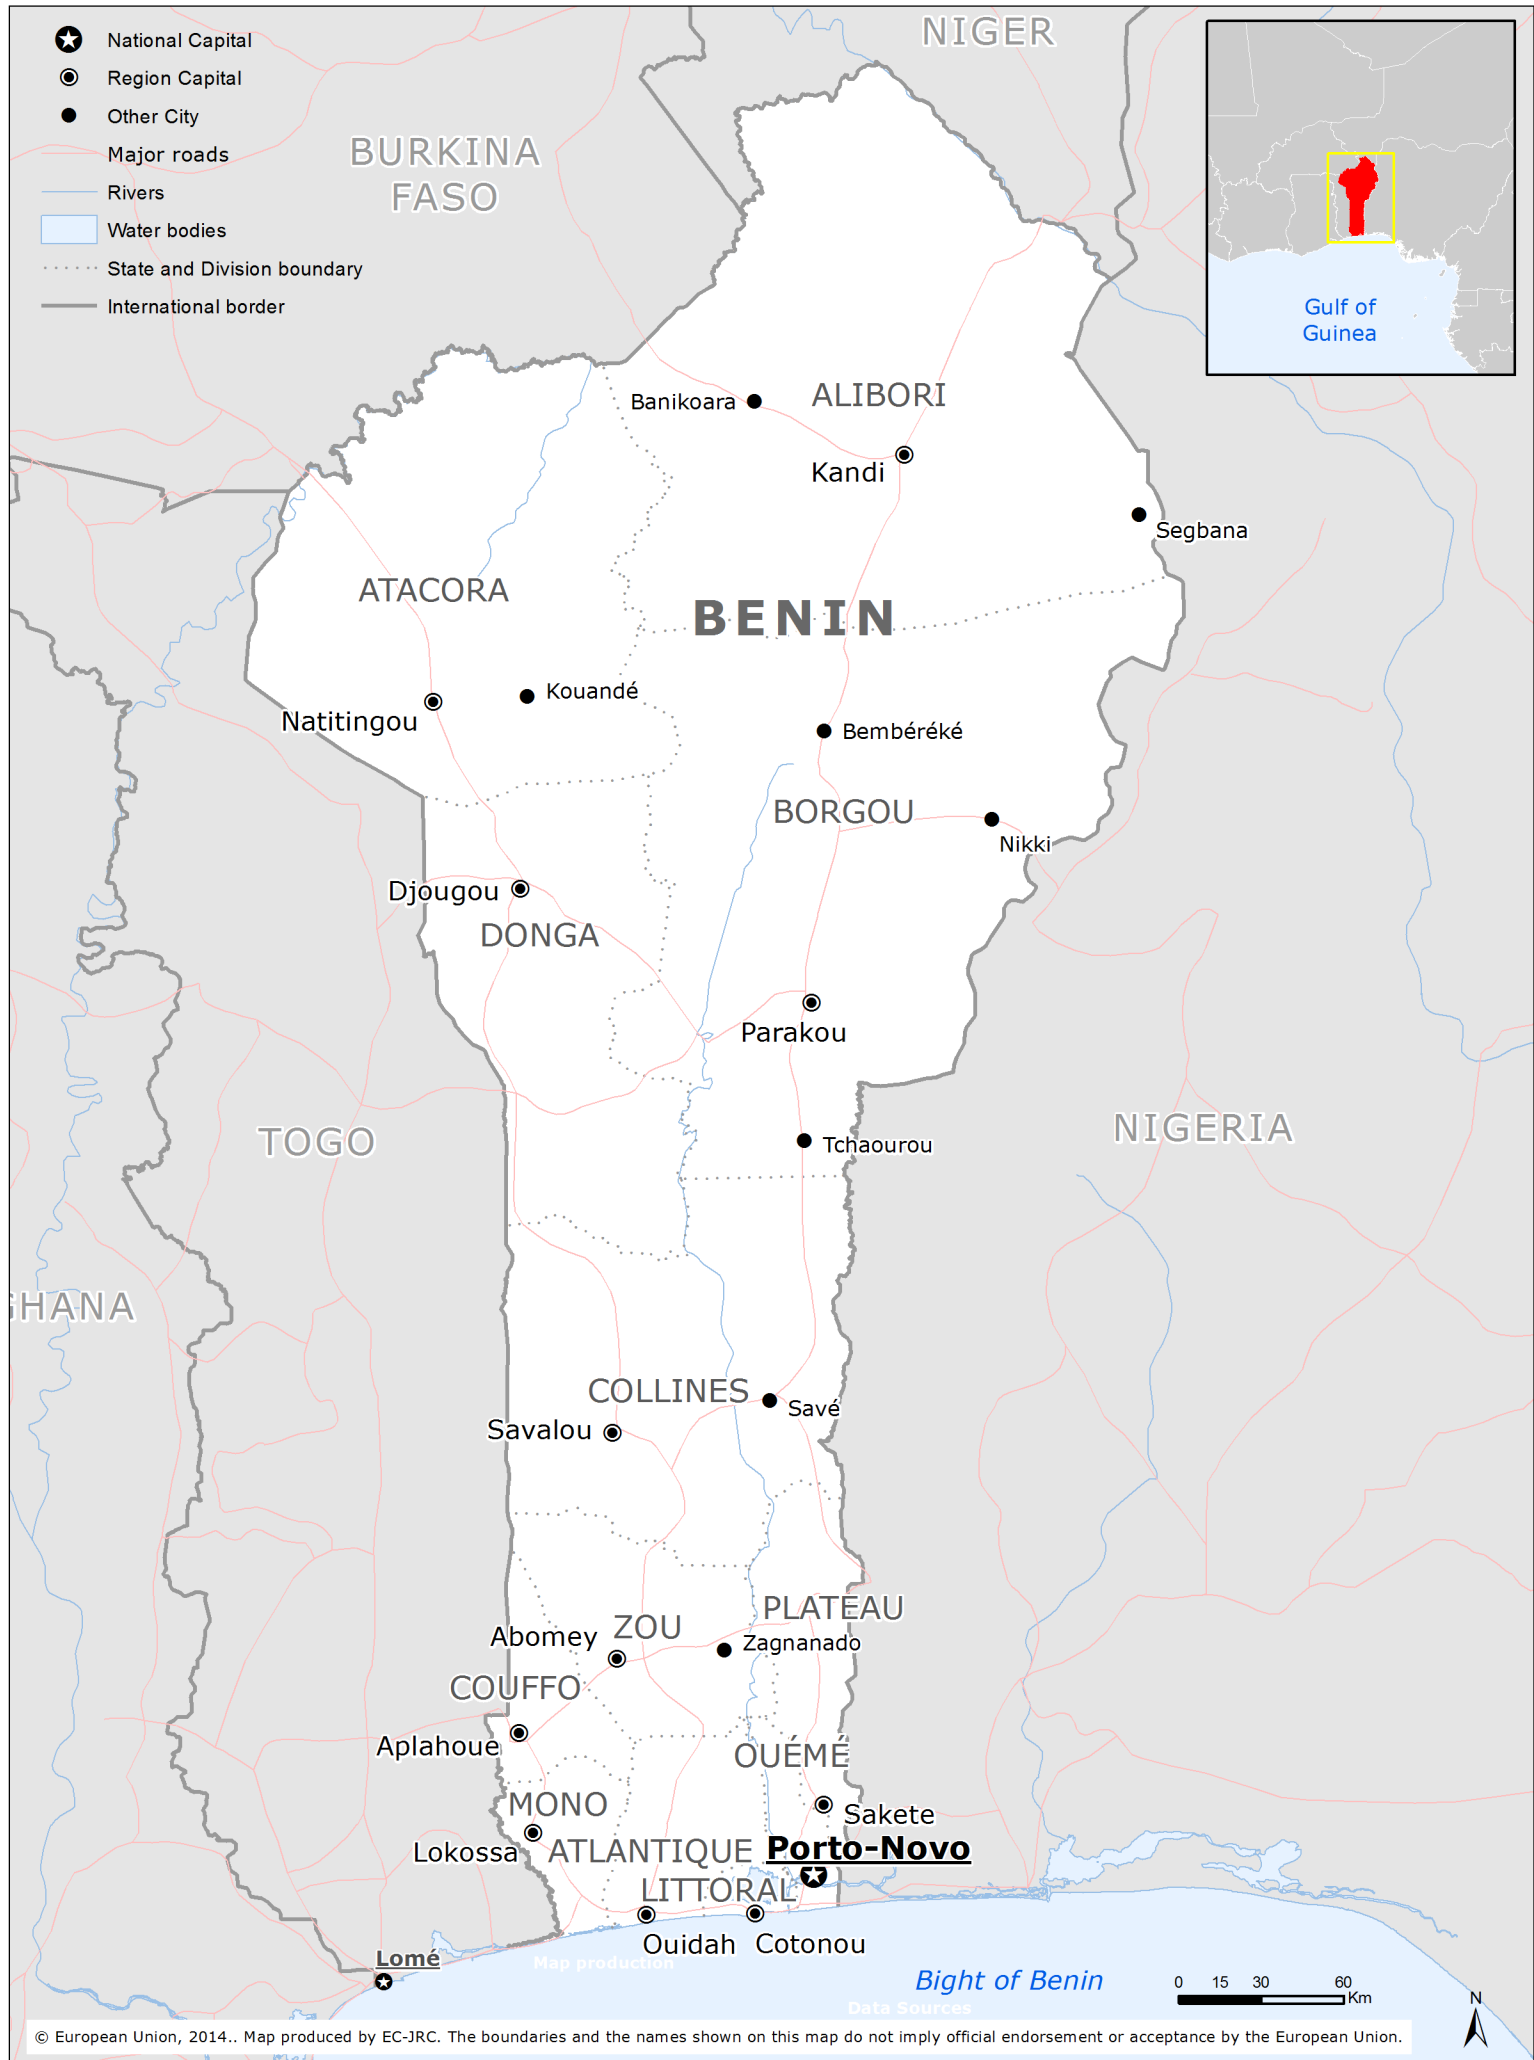 National Capital
Region Capital
Other City
Major roads
Rivers
Water bodies
State and Division boundary
International border
NIGER
BURKINA
FASO
Gulf of
Guinea
Banikoara
ALIBORI
Kandi
Segbana
ATACORA
BENIN
Kouandé
Natitingou
Bembéréké
BORGOU
Nikki
Djougou
DONGA
Parakou
TOGO
NIGERIA
Tchaourou
GHANA
COLLINES
Savé
Savalou
PLATEAU
ZOU
Abomey
Zagnanado
COUFFO
Aplahoue
OUÉMÉ
MONO
Sakete
Lokossa
ATLANTIQUE
Porto-Novo
LITTORAL
Ouidah
Cotonou
Lomé
Map production
Bight of Benin
0 15 30 60
Km
N
Data Sources
© European Union, 2014.. Map produced by EC-JRC. The boundaries and the names shown on this map do not imply official endorsement or acceptance by the European Union.